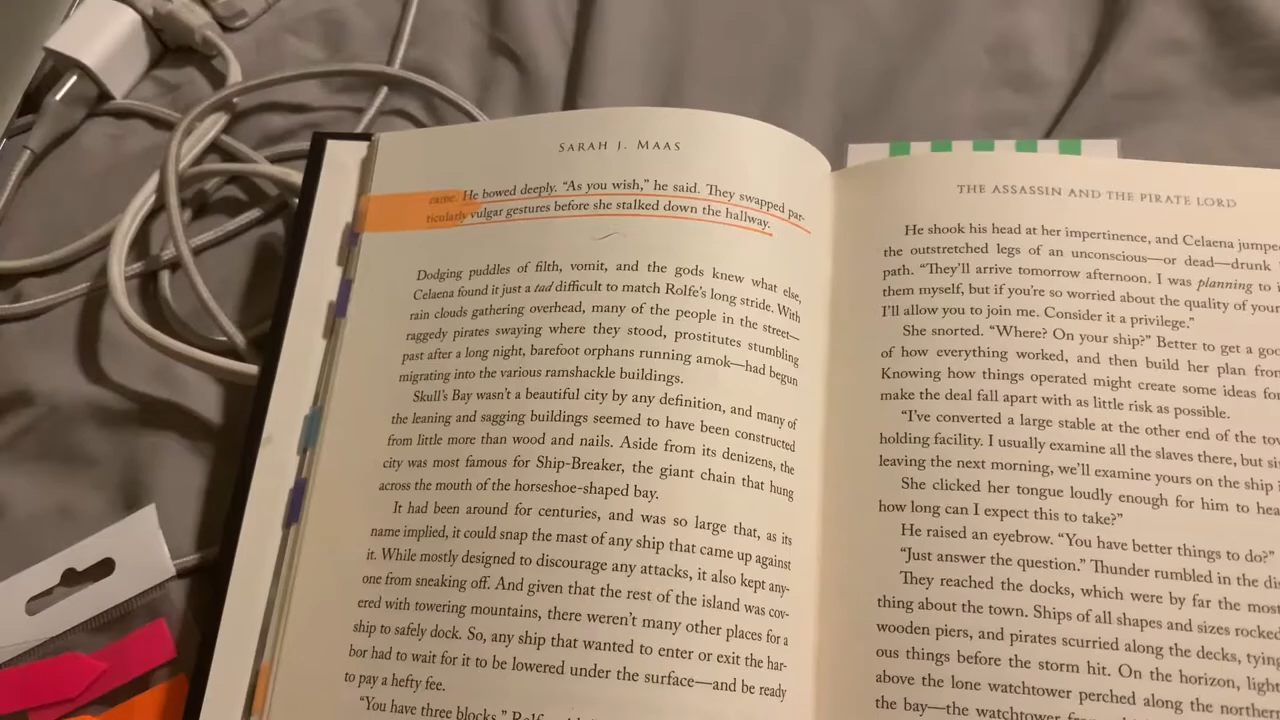 SARAH J. MAAS
came. He bowed deeply. “As you wish,” he said. They swapped par-
ticularly vulgar gestures before she stalked down the hallway.
Dodging puddles of filth, vomit, and the gods knew what else,
Celaena found it just a tad difficult to match Rolfe’s long stride. With
rain clouds gathering overhead, many of the people in the street—
raggedy pirates swaying where they stood, prostitutes stumbling
past after a long night, barefoot orphans running amok—had begun
migrating into the various ramshackle buildings.
Skull’s Bay wasn’t a beautiful city by any definition, and many of
the leaning and sagging buildings seemed to have been constructed
from little more than wood and nails. Aside from its denizens, the
city was most famous for Ship-Breaker, the giant chain that hung
across the mouth of the horseshoe-shaped bay.
It had been around for centuries, and was so large that, as its
name implied, it could snap the mast of any ship that came up against
it. While mostly designed to discourage any attacks, it also kept any-
one from sneaking off. And given that the rest of the island was cov-
ered with towering mountains, there weren’t many other places for a
ship to safely dock. So, any ship that wanted to enter or exit the har-
bor had to wait for it to be lowered under the surface—and be ready
to pay a hefty fee.
“You have three blocks,”
THE ASSASSIN AND THE PIRATE LORD
He shook his head at her impertinence, and Celaena jumpe
the outstretched legs of an unconscious—or dead—drunk
path. “They’ll arrive tomorrow afternoon. I was planning to i
them myself, but if you’re so worried about the quality of your
I’ll allow you to join me. Consider it a privilege.”
She snorted. “Where? On your ship?” Better to get a goo
of how everything worked, and then build her plan from
Knowing how things operated might create some ideas for
make the deal fall apart with as little risk as possible.
“I’ve converted a large stable at the other end of the tow
holding facility. I usually examine all the slaves there, but si
leaving the next morning, we’ll examine yours on the ship i
She clicked her tongue loudly enough for him to hea
how long can I expect this to take?”
He raised an eyebrow. “You have better things to do?”
“Just answer the question.” Thunder rumbled in the di
They reached the docks, which were by far the most
thing about the town. Ships of all shapes and sizes rocked
wooden piers, and pirates scurried along the decks, tying
ous things before the storm hit. On the horizon, light
above the lone watchtower perched along the northern
the bay—the watchtower